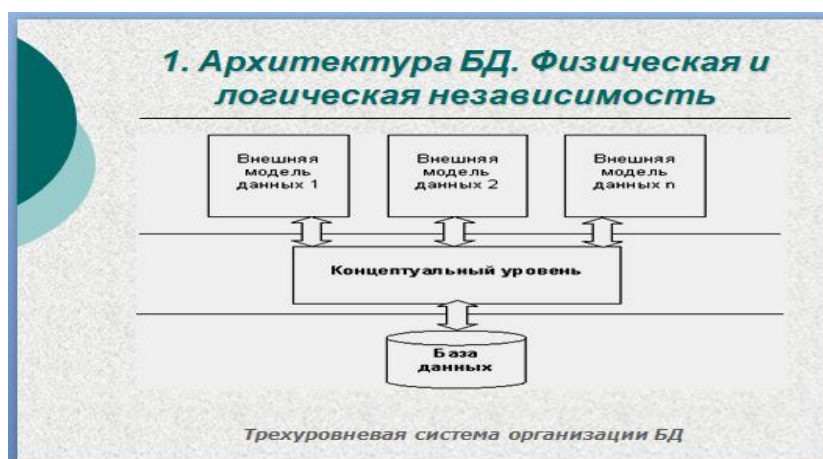 1. Архитектура БД. Физическая и
логическая независимость
Внешняя
модель
данных 1
Внешняя
модель
данных 2
Внешняя
модель
данных n
Концептуальный уровень
База
данных
Трехуровневая система организации БД